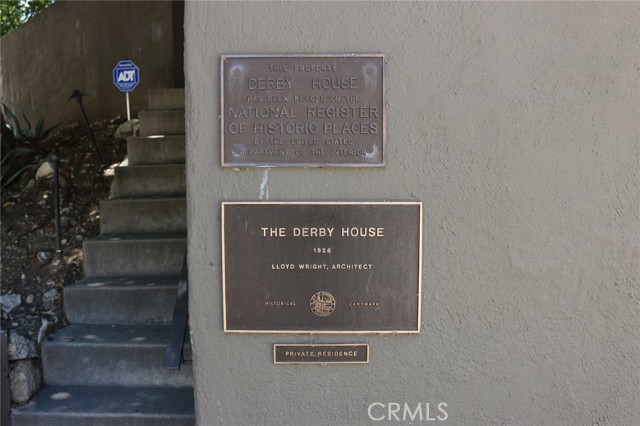 ADT
THIS PROPERTY
DERBY HOUSE
HAS BEEN PLACED ON THE
NATIONAL REGISTER
OF HISTORIC PLACES
BY THE UNITED STATES
DEPARTMENT OF THE INTERIOR
THE DERBY HOUSE
1926
LLOYD WRIGHT, ARCHITECT
HISTORICAL LANDMARK
PRIVATE RESIDENCE
CRMLS